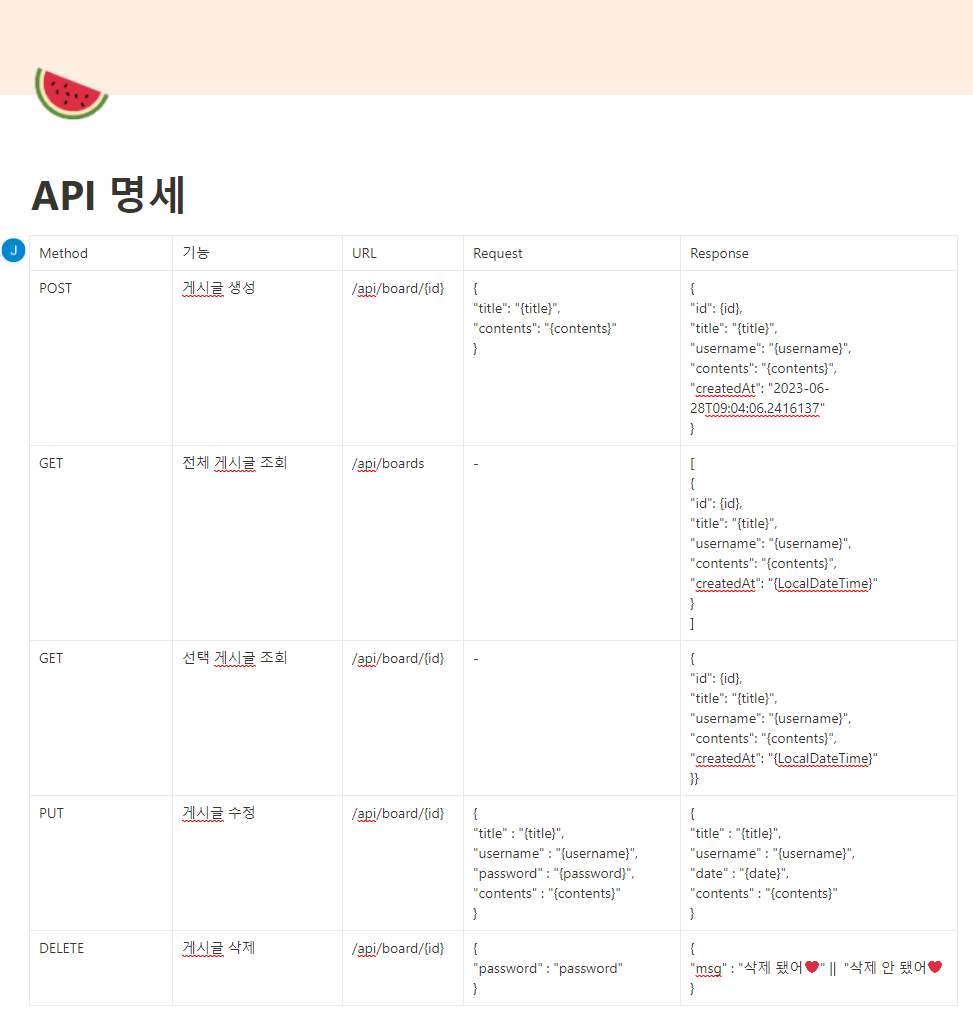 API 명세
J
Method 기능 URL Request Response
POST 게시글 생성 /api/board/{id} {
"title": "{title}",
"contents": "{contents}"
}
{
"id": {id},
"title": "{title}",
"username": "{username}",
"contents": "{contents}",
"createdAt": "2023-06-
28T09:04:06.2416137"
}
GET 전체 게시글 조회 /api/boards -
[
{
"id": {id},
"title": "{title}",
"username": "{username}",
"contents": "{contents}",
"createdAt": "{LocalDateTime}"
}
]
GET 선택 게시글 조회 /api/board/{id} -
{
"id": {id},
"title": "{title}",
"username": "{username}",
"contents": "{contents}",
"createdAt": "{LocalDateTime}"
}}
PUT 게시글 수정 /api/board/{id}
{
"title" : "{title}",
"username" : "{username}",
"password" : "{password}",
"contents" : "{contents}"
}
{
"title" : "{title}",
"username" : "{username}",
"date" : "{date}",
"contents" : "{contents}"
}
DELETE 게시글 삭제 /api/board/{id}
{
"password" : "password"
}
{
"msg" : "삭제 됐어❤️" || "삭제 안 됐어❤️
}